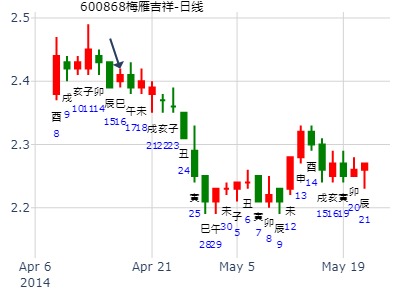 600868梅雁吉祥-日线
2.5
2.4
2.3
2.2
酉
8
戌
9
亥子卯
10 11 14
辰巳
15 16
午未
17 18
戌亥子
21 22 23
丑
24
寅
25
巳午
28 29
未
30
子
5
丑
6
寅
7
卯
8
辰
9
未
12
申
13
酉
14
戌亥寅
15 16 19
卯
20
辰
21
Apr 6
2014
Apr 21
May 5
May 19